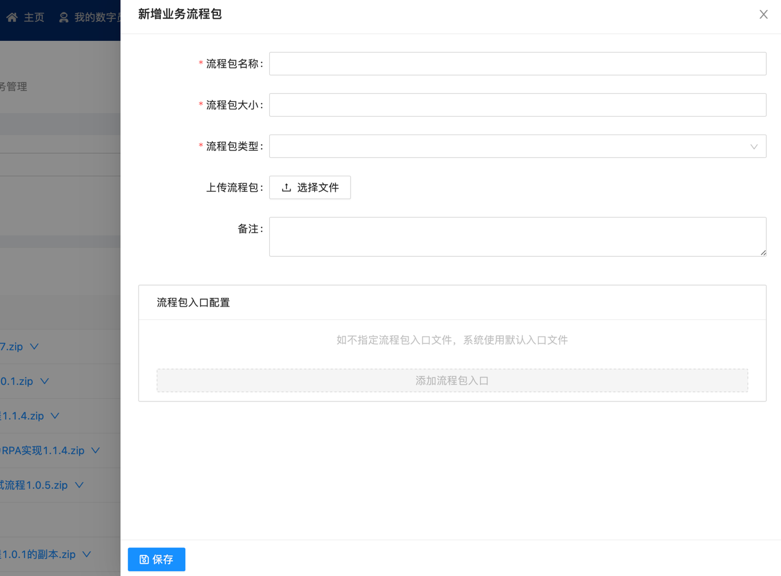 主页 我的数字员
新增业务流程包
务管理
* 流程包名称:
* 流程包大小:
* 流程包类型:
上传流程包: 选择文件
备注:
流程包入口配置
如不指定流程包入口文件，系统使用默认入口文件
添加流程包入口
7.zip
0.1.zip
1.1.4.zip
RPA实现1.1.4.zip
试流程1.0.5.zip
1.0.1的副本.zip
保存